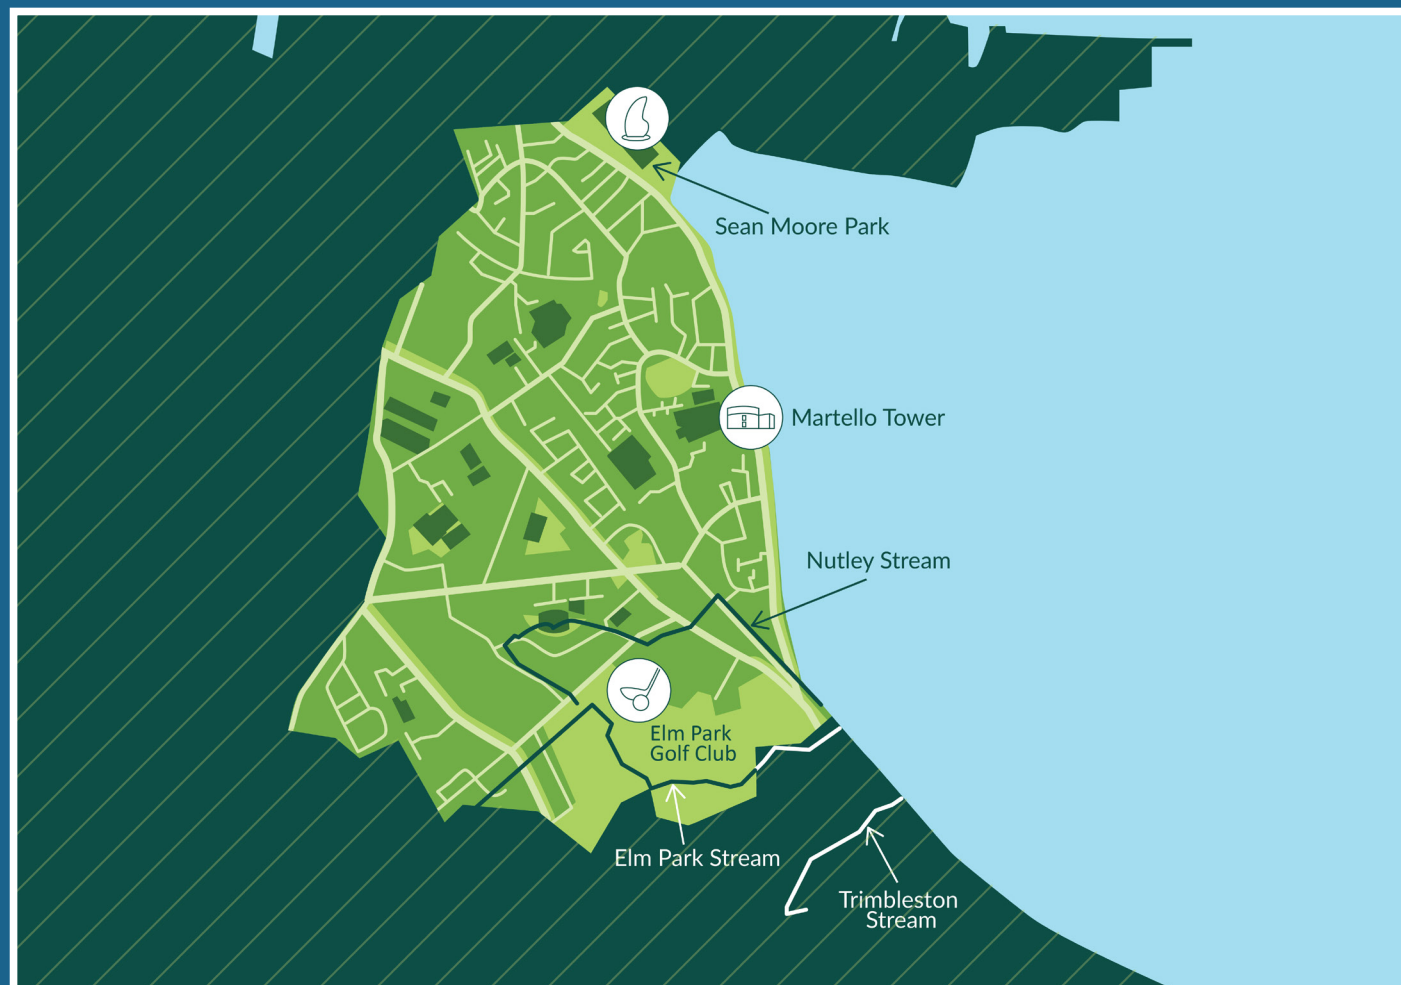 Sean Moore Park
Martello Tower
Nutley Stream
Elm Park
Golf Club
Elm Park Stream
Trimbleston
Stream